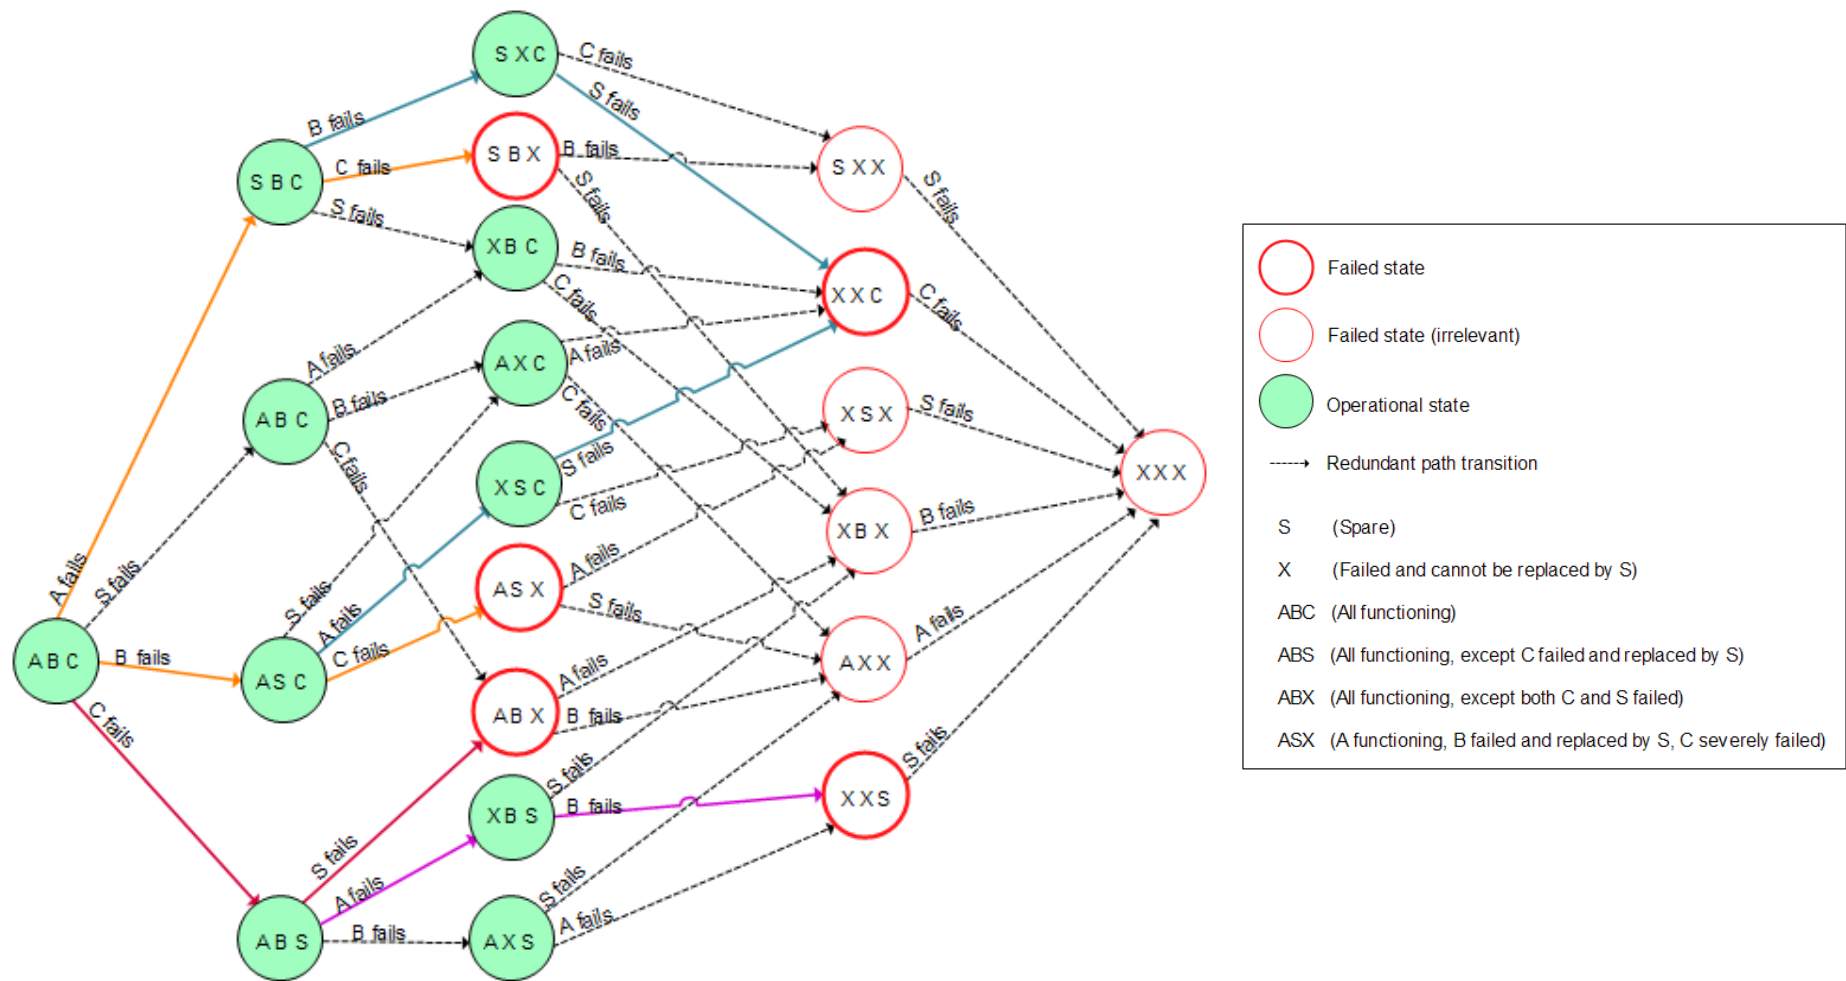 S X C
C fails
S fails
B fails
S B X
B fails
S X X
C fails
S B C
S fails
S fails
S fails
X B C
B fails
C fails
X X C
C fails
A fails
A X C
A fails
C fails
A B C
B fails
C fails
X S X
S fails
X S C
S fails
C fails
X X X
X B X
B fails
A fails
S fails
S fails
A fails
A S X
A fails
S fails
A B C
B fails
A S C
C fails
A X X
A fails
C fails
A B X
A fails
B fails
S fails
S fails
X B S
B fails
X X S
S fails
A fails
A B S
B fails
A X S
S fails
A fails
Failed state
Failed state (irrelevant)
Operational state
Redundant path transition
S (Spare)
X (Failed and cannot be replaced by S)
ABC (All functioning)
ABS (All functioning, except C failed and replaced by S)
ABX (All functioning, except both C and S failed)
ASX (A functioning, B failed and replaced by S, C severely failed)